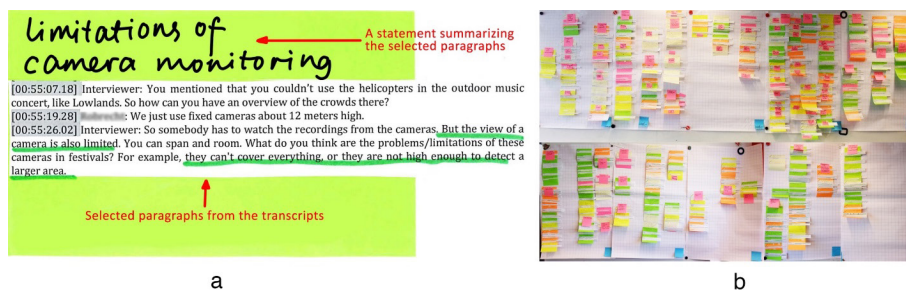 limitations of
camera monitoring
A statement summarizing
the selected paragraphs
[00:55:07.18] Interviewer: You mentioned that you couldn't use the helicopters in the outdoor music
concert, like Lowlands. So how can you have an overview of the crowds there?
[00:55:19.28] : We just use fixed cameras about 12 meters high.
[00:55:26.02] Interviewer: So somebody has to watch the recordings from the cameras. But the view of a
camera is also limited. You can span and room. What do you think are the problems/limitations of these
cameras in festivals? For example, they can't cover everything, or they are not high enough to detect a
larger area.
Selected paragraphs from the transcripts
a
b